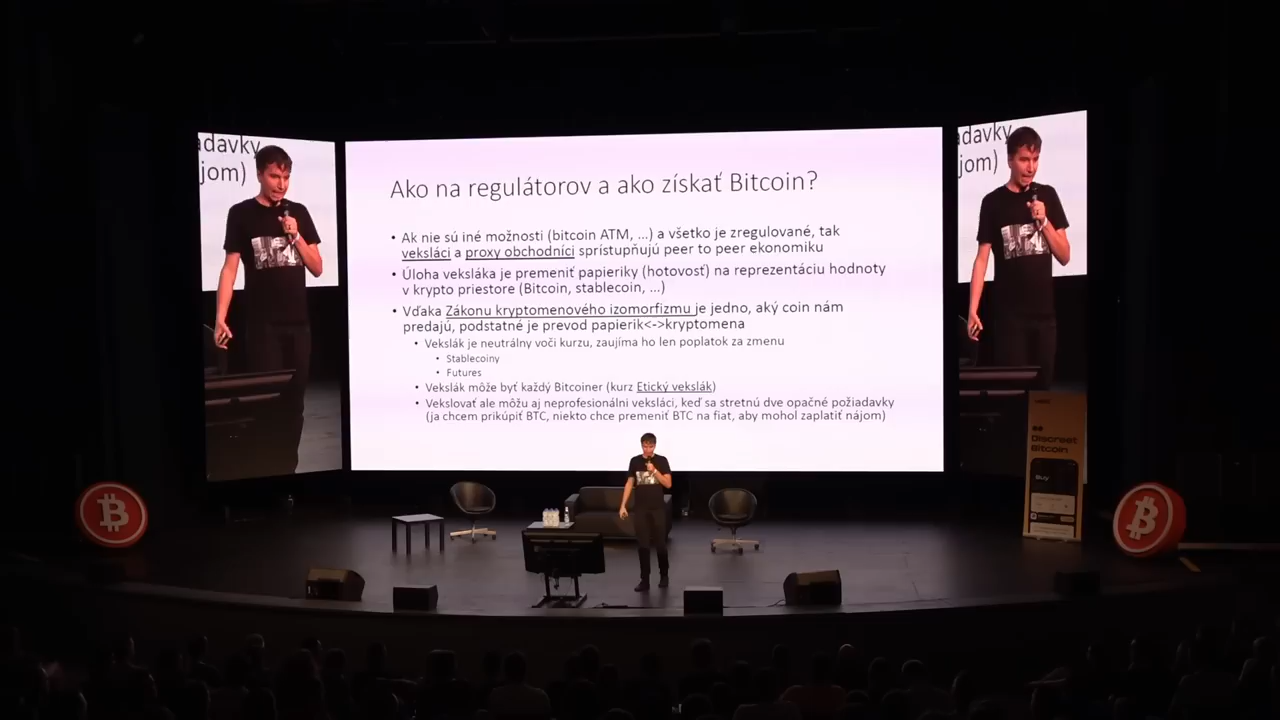 adavky
jom)
Ako na regulátorov a ako získať Bitcoin?
• Ak nie sú iné možnosti (bitcoin ATM, ...) a všetko je zregulované, tak
veksláci a proxy obchodníci sprístupňujú peer to peer ekonomiku
• Úloha veksláka je premeniť papieriky (hotovosť) na reprezentáciu hodnoty
v krypto priestore (Bitcoin, stablecoin, ...)
• Vďaka Zákonu kryptomenového izomorfizmu je jedno, aký coin nám
predajú, podstatné je prevod papierik<->kryptomena
• Vekslák je neutrálny voči kurzu, zaujíma ho len poplatok za zmenu
• Stablecoiny
• Futures
• Vekslák môže byť každý Bitcoiner (kurz Etický vekslák)
• Vekslovať ale môžu aj neprofesionálni veksláci, keď sa stretnú dve opačné požiadavky
(ja chcem prikúpiť BTC, niekto chce premeniť BTC na fiat, aby mohol zaplatiť nájom)
adavky
jom)
Discreet
Bitcoin
Buy